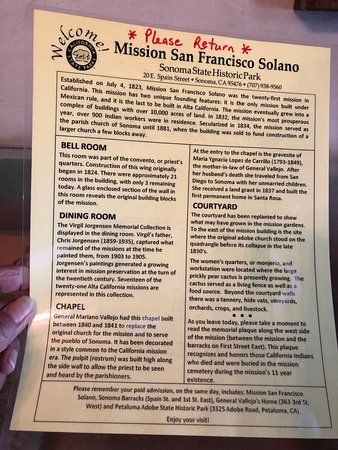 Welcome!
* Please Return *
Mission San Francisco Solano
Sonoma State Historic Park
20 E. Spain Street • Sonoma, CA 95476 • (707) 938-9560
Established on July 4, 1823, Mission San Francisco Solano was the twenty-first mission in
California. This mission has two unique founding features: it is the only mission built under
Mexican rule, and it is the last to be built in Alta California. The mission eventually grew into a
complex of buildings with over 10,000 acres of land. In 1832, the mission's most prosperous
year, over 900 Indian workers were in residence. Secularized in 1834, the mission served as
the parish church of Sonoma until 1881, when the building was sold to fund construction of a
larger church a few blocks away.
BELL ROOM
This room was part of the convento, or priest's
quarters. Construction of this wing originally
began in 1824. There were approximately 21
rooms in the building, with only 3 remaining
today. A glass enclosed section of the wall in
this room reveals the original building blocks
of the mission.
DINING ROOM
The Virgil Jorgensen Memorial Collection is
displayed in the dining room. Virgil's father,
Chris Jorgensen (1859-1935), captured what
remained of the missions at the time he
painted them, from 1903 to 1905.
Jorgensen's paintings generated a growing
interest in mission preservation at the turn of
the twentieth century. Seventeen of the
twenty-one Alta California missions are
represented in this collection.
CHAPEL
General Mariano Vallejo had this chapel
built between 1840 and 1841 to replace the
original church for the mission and to serve
the pueblo of Sonoma. It has been decorated
in a style common to the California mission
era. The pulpit (rostrum) was built high along
the side wall to allow the priest to be seen
and heard by the parishioners.
At the entry to the chapel is the gravesite of
Maria Ygnacia Lopez de Carrillo (1793-1849),
the mother-in-law of General Vallejo. After
her husband's death she traveled from San
Diego to Sonoma with her unmarried children.
She received a land grant in 1837 and built the
first permanent home in Santa Rosa.
COURTYARD
The courtyard has been replanted to show
what may have grown in the mission gardens.
To the east of the mission building is the site
where the original adobe church stood on the
quadrangle before its collapse in the late
1830's.
The women's quarters, or monjerio, and
workstation were located where the large
prickly pear cactus is presently growing. The
cactus served as a living fence as well as a
food source. Beyond the courtyard walls
there was a tannery, hide vats, vineyards,
orchards, crops, and livestock.
* * *
As you leave today, please take a moment to
read the memorial plaque along the west side
of the mission (between the mission and the
barracks on First Street East). This plaque
recognizes and honors those California Indians
who died and were buried in the mission
cemetery during the mission's 11 year
existence.
Please remember your paid admission, on the same day, includes: Mission San Francisco
Solano, Sonoma Barracks (Spain St. and 1st St. East), General Vallejo's Home (363 3rd St.
West) and Petaluma Adobe State Historic Park (3325 Adobe Road, Petaluma, CA).
Enjoy your visit!